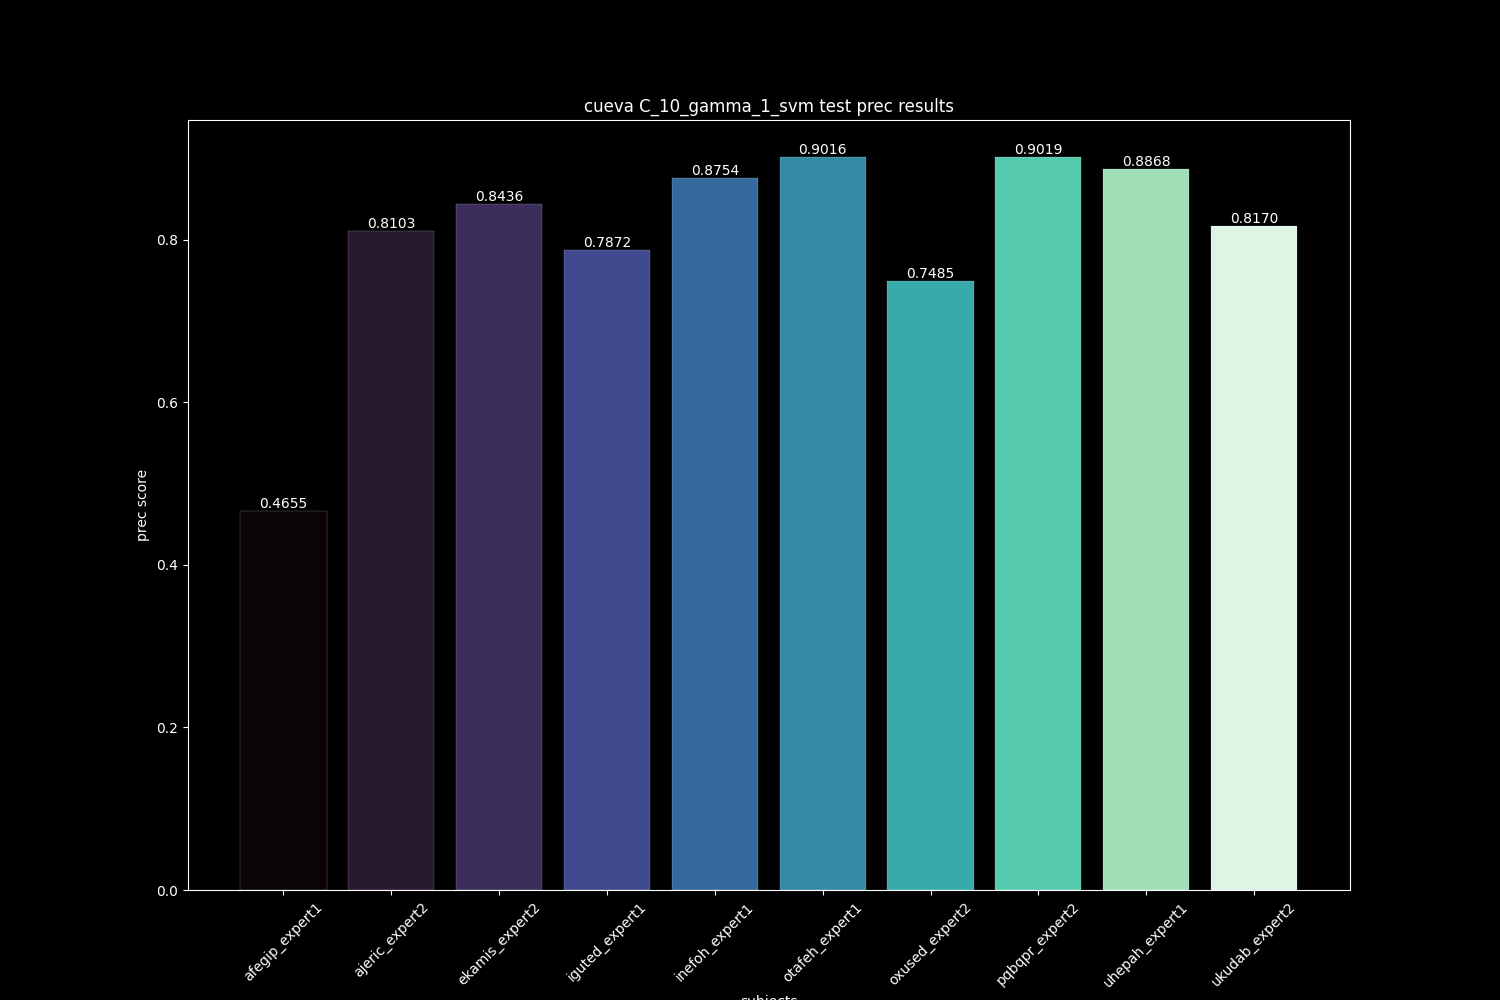 cueva C_10_gamma_1_svm test prec results
0.4655
0.8103
0.8436
0.7872
0.8754
0.9016
0.7485
0.9019
0.8868
0.8170
0.8
0.6
0.4
0.2
0.0
prec score
afegip_expert1
ajeric_expert2
ekamis_expert2
iguted_expert1
inefoh_expert1
otafeh_expert1
oxused_expert2
pqbqpr_expert2
uhepah_expert1
ukudab_expert2
subjects